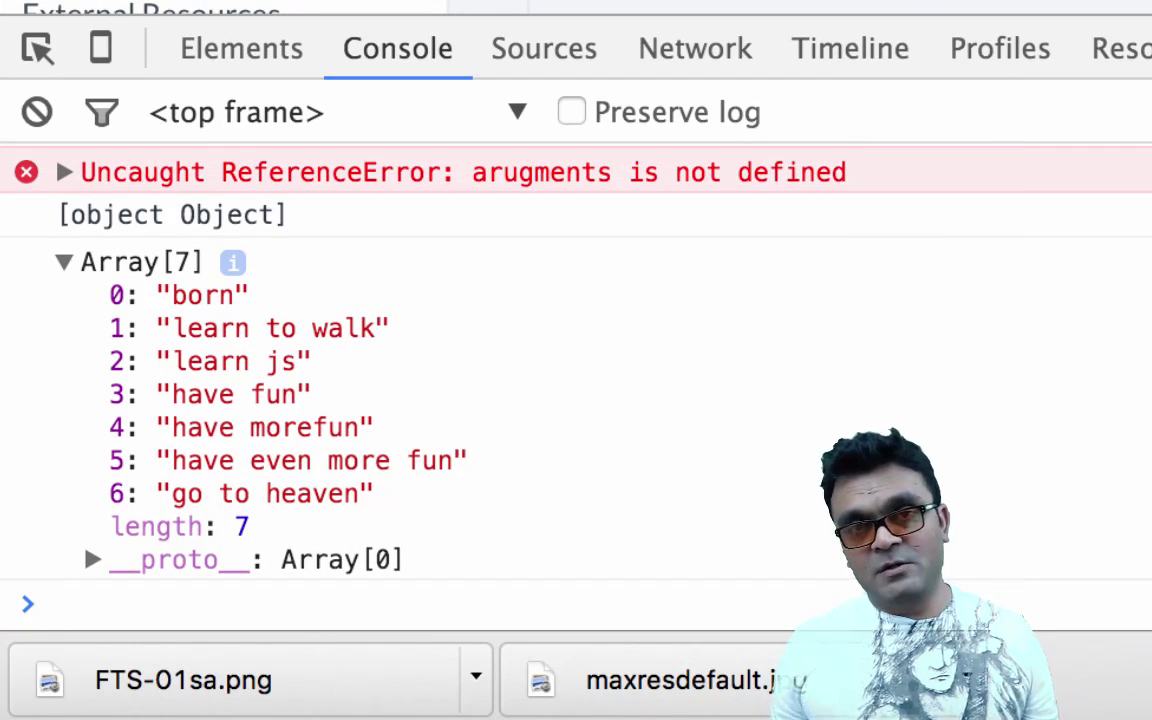 External Resources
Elements Console Sources Network Timeline Profiles Reso
<top frame> ▼ Preserve log
Uncaught ReferenceError: arugments is not defined
[object Object]
▼ Array[7] i
0: "born"
1: "learn to walk"
2: "learn js"
3: "have fun"
4: "have morefun"
5: "have even more fun"
6: "go to heaven"
length: 7
▶ __proto__: Array[0]
>
FTS-01sa.png maxresdefault.jpg